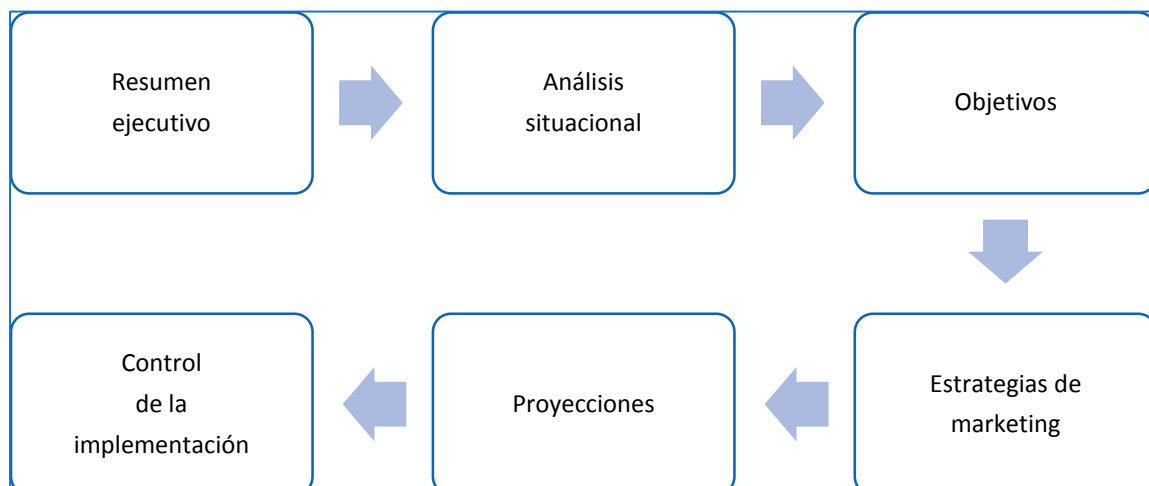 Resumen
ejecutivo
Análisis
situacional
Objetivos
Estrategias de
marketing
Proyecciones
Control
de la
implementación